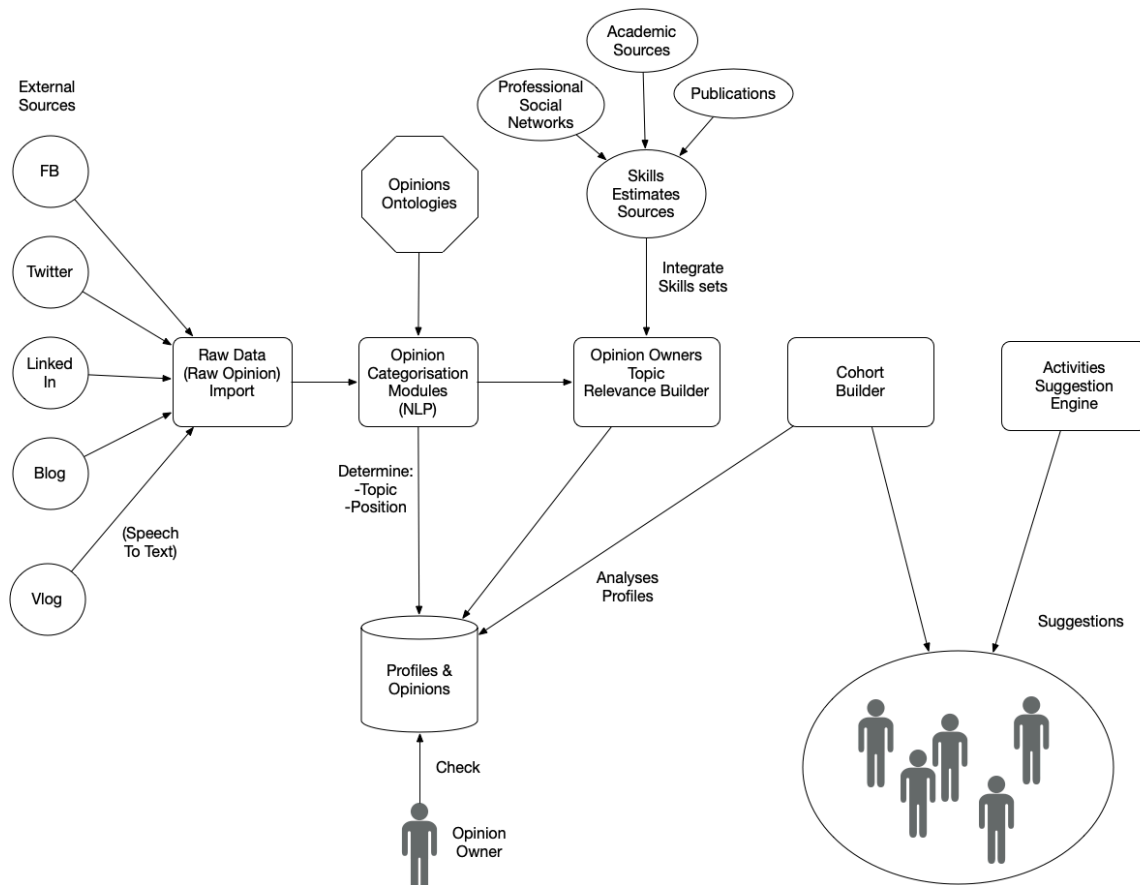 Academic
Sources
External
Sources
Professional
Social
Networks
Publications
FB
Opinions
Ontologies
Skills
Estimates
Sources
Twitter
Integrate
Skills sets
Linked
In
Raw Data
(Raw Opinion)
Import
Opinion
Categorisation
Modules
(NLP)
Opinion Owners
Topic
Relevance Builder
Cohort
Builder
Activities
Suggestion
Engine
Blog
Determine:
-Topic
-Position
(Speech
To Text)
Vlog
Analyses
Profiles
Suggestions
Profiles &
Opinions
Check
Opinion
Owner